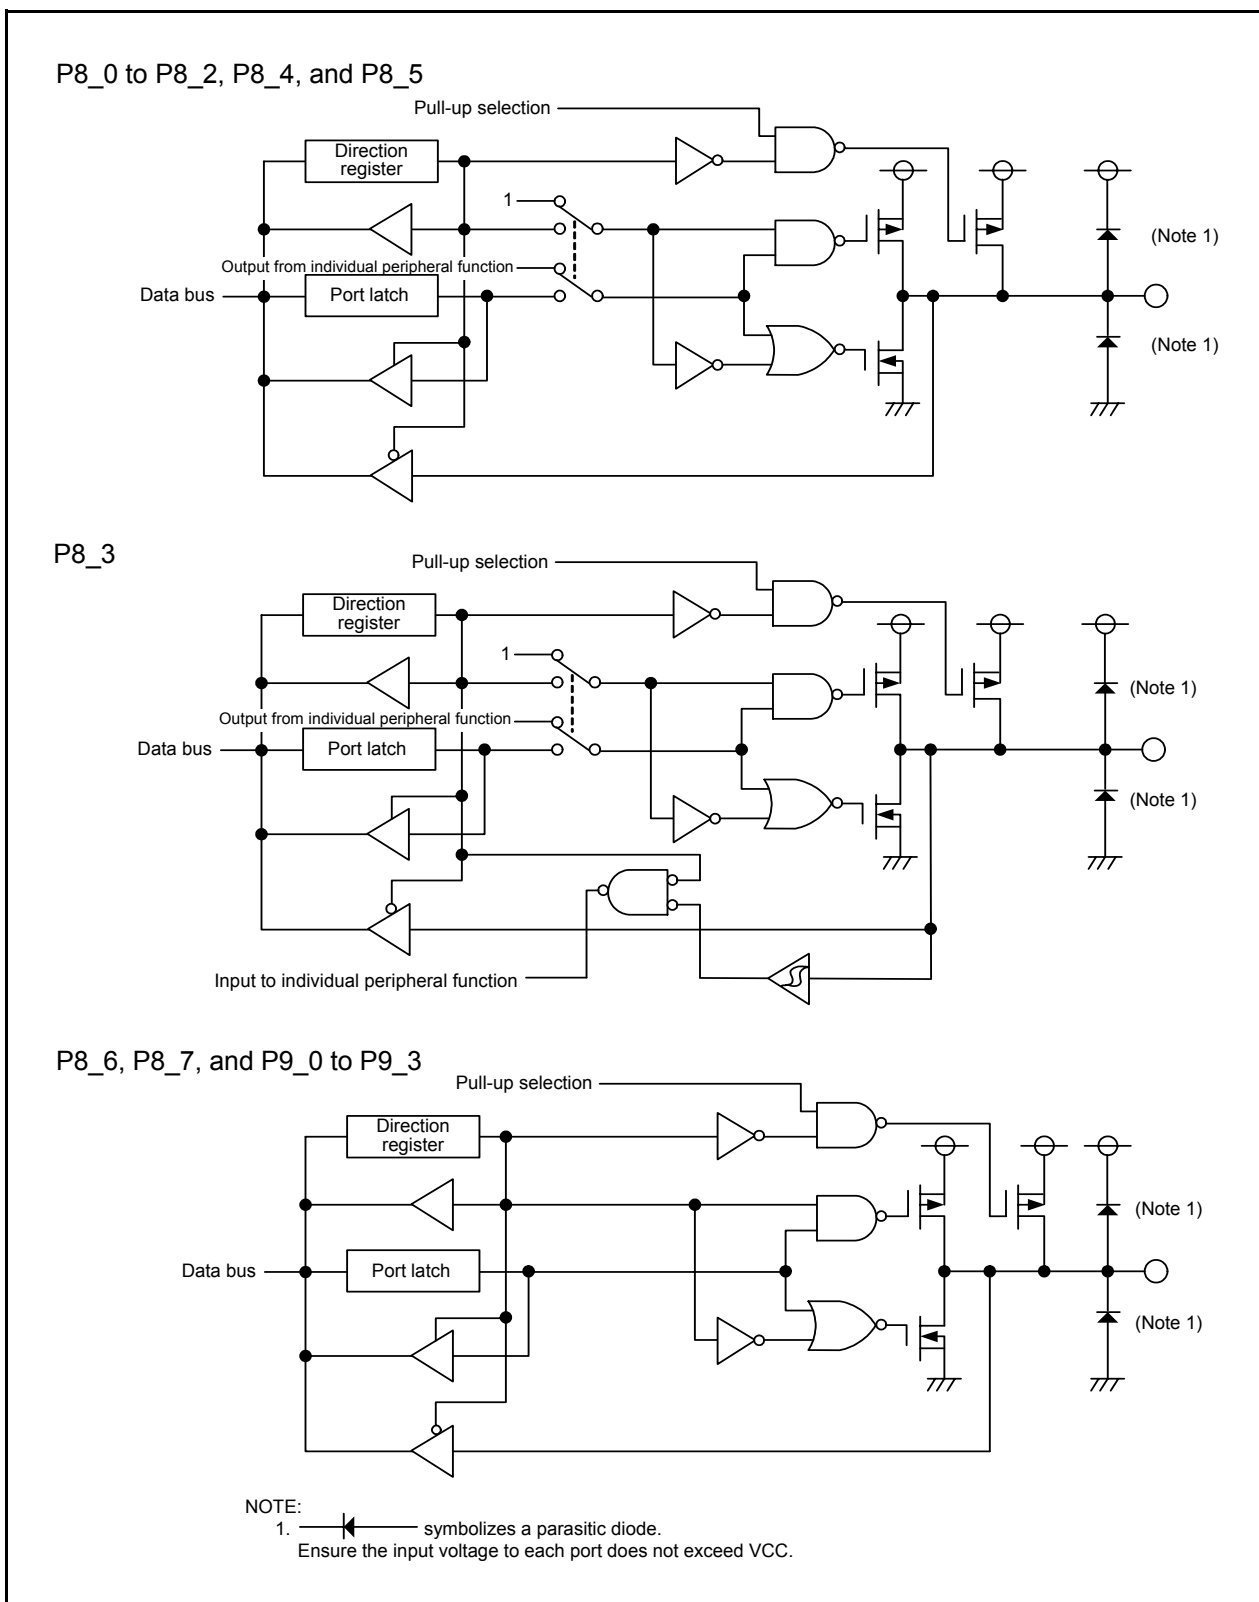 P8_0 to P8_2, P8_4, and P8_5
Pull-up selection
Direction
register
1
(Note 1)
Output from individual peripheral function
Data bus
Port latch
(Note 1)
P8_3
Pull-up selection
Direction
register
1
(Note 1)
Output from individual peripheral function
Data bus
Port latch
(Note 1)
Input to individual peripheral function
P8_6, P8_7, and P9_0 to P9_3
Pull-up selection
Direction
register
(Note 1)
Data bus
Port latch
(Note 1)
NOTE:
1. symbolizes a parasitic diode.
Ensure the input voltage to each port does not exceed VCC.